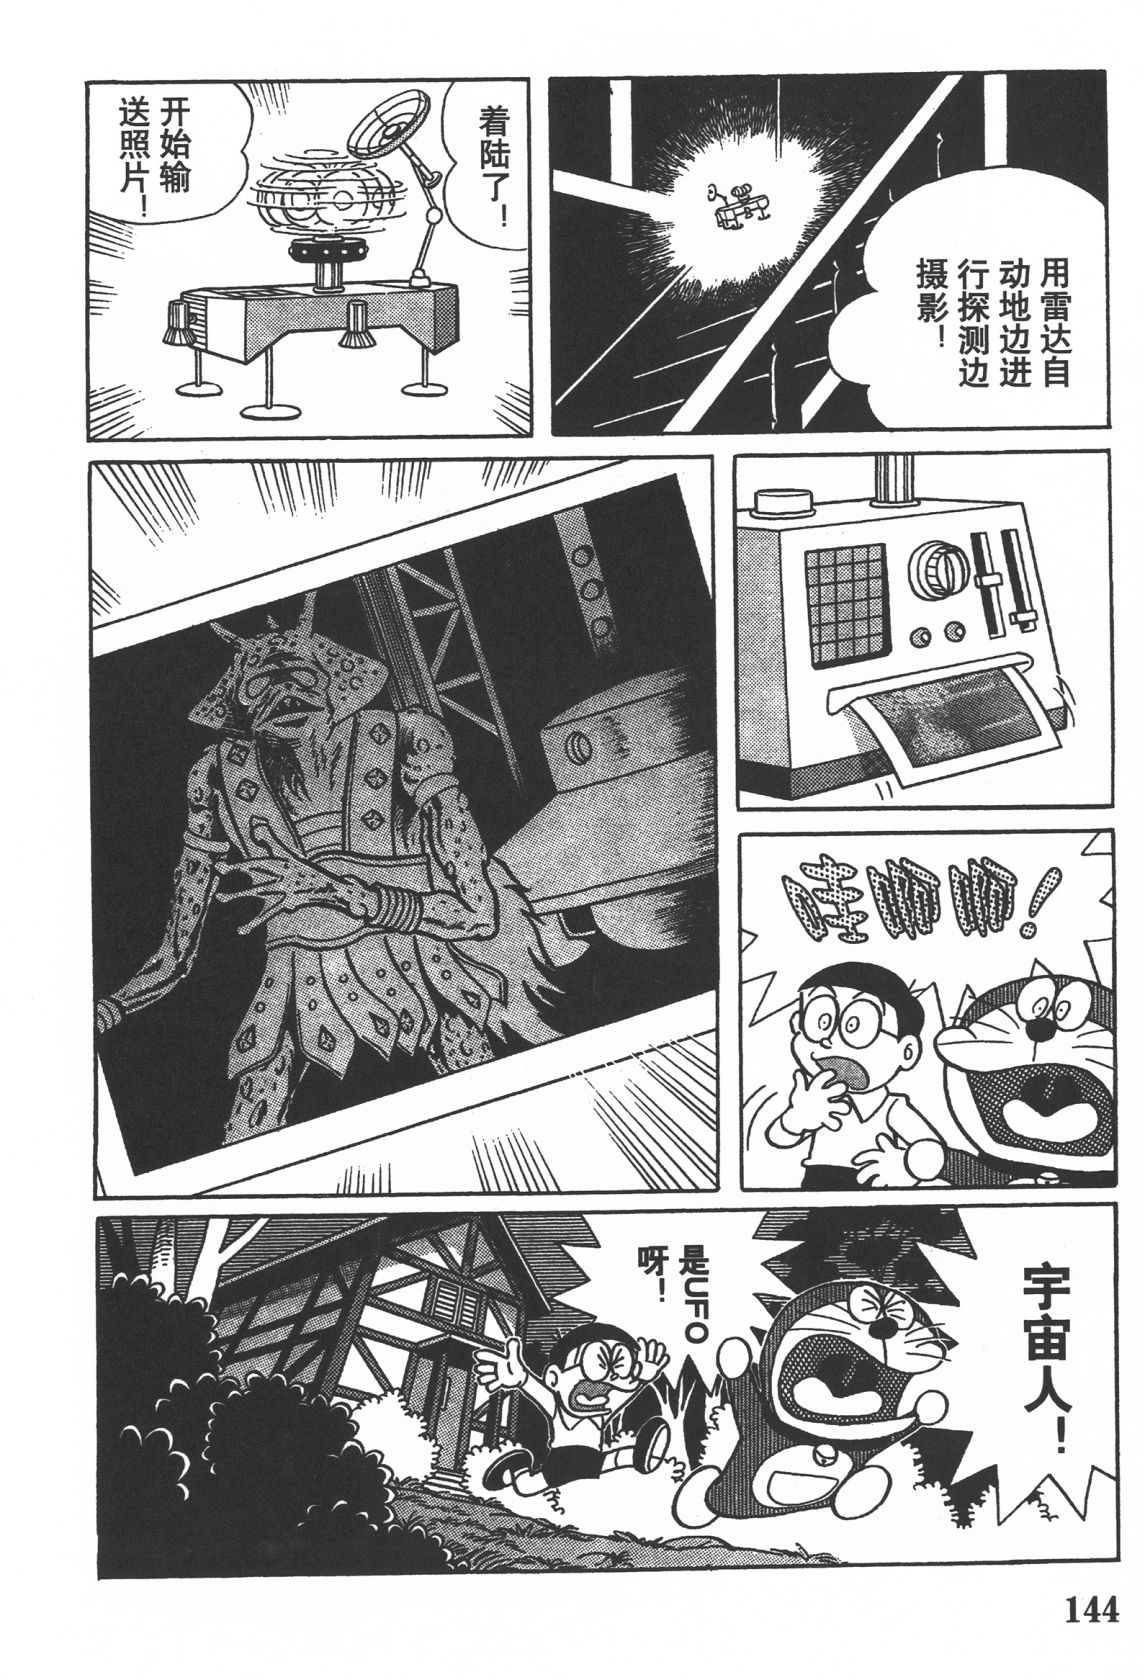 用雷达自
动地边进
行探测边
摄影！
着陆了！
开始输
送照片！
哇啊啊！
宇宙人！
是UFO
呀！
144